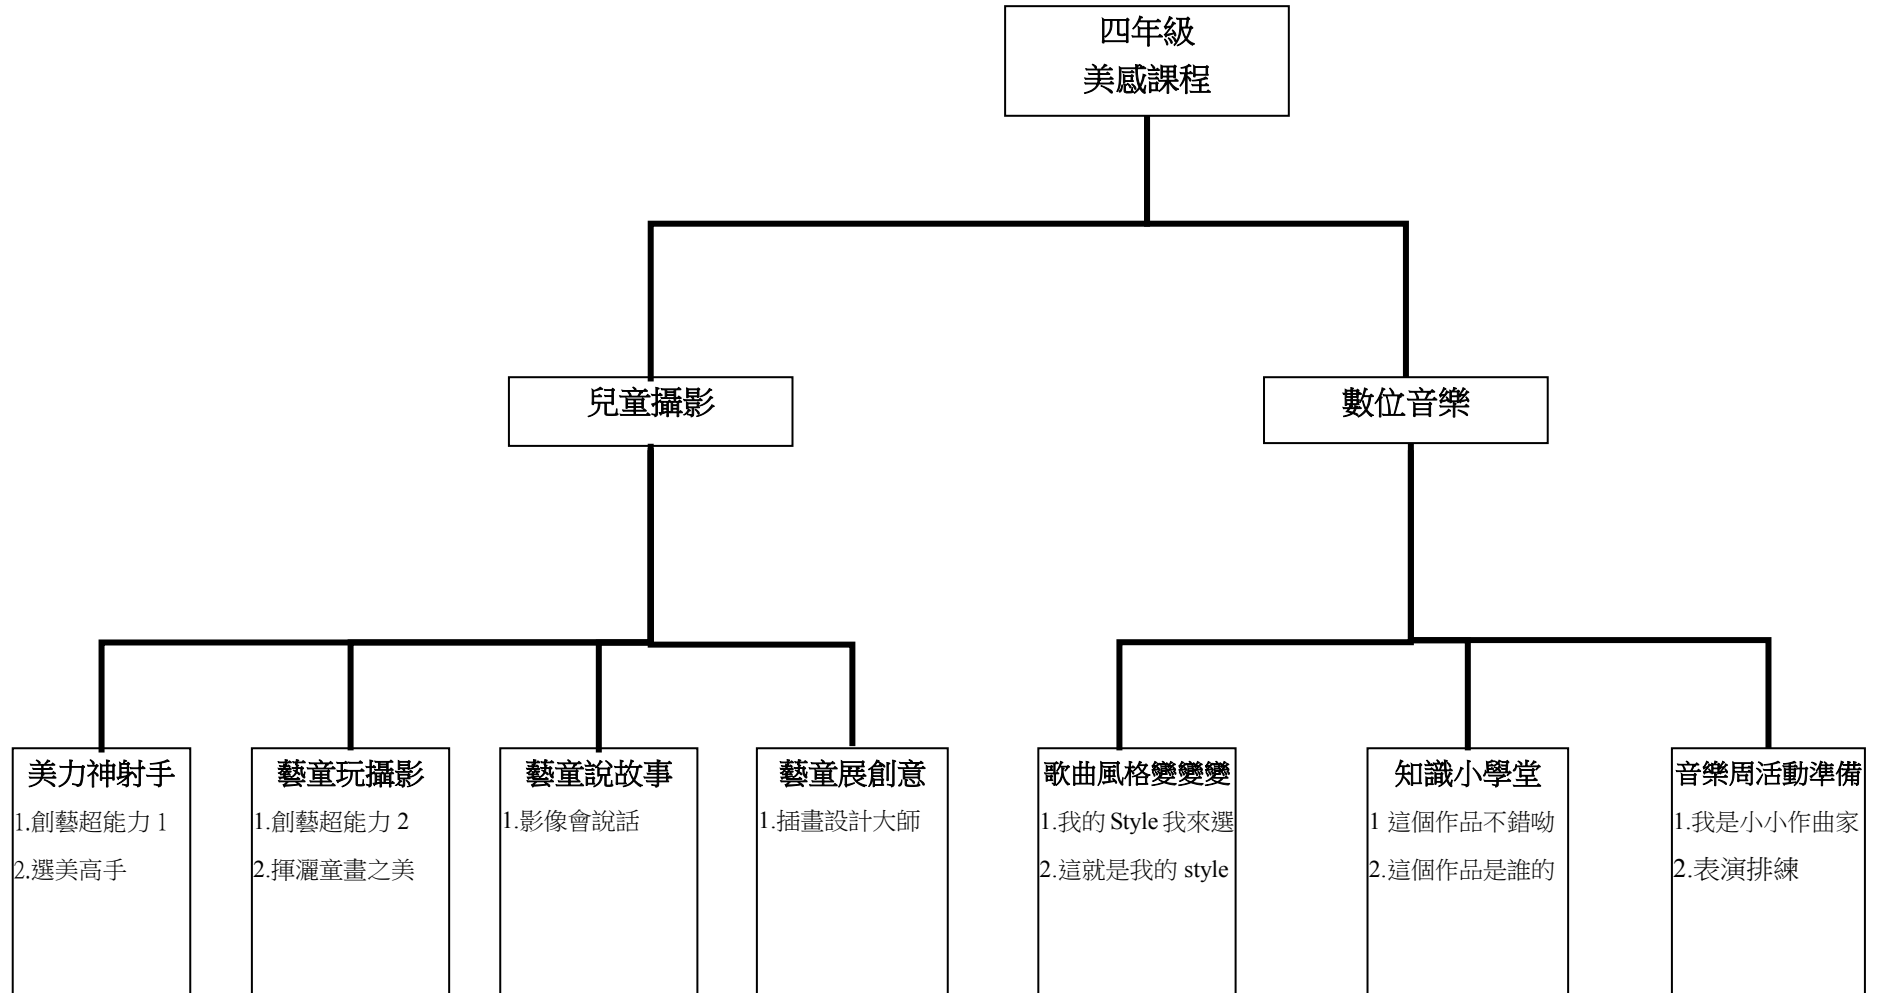 四年級
美感課程
兒童攝影
數位音樂
美力神射手
1.創藝超能力 1
2.選美高手
藝童玩攝影
1.創藝超能力 2
2.揮灑童畫之美
藝童說故事
1.影像會說話
藝童展創意
1.插畫設計大師
歌曲風格變變變
1.我的 Style 我來選
2.這就是我的 style
知識小學堂
1 這個作品不錯呦
2.這個作品是誰的
音樂周活動準備
1.我是小小作曲家
2.表演排練